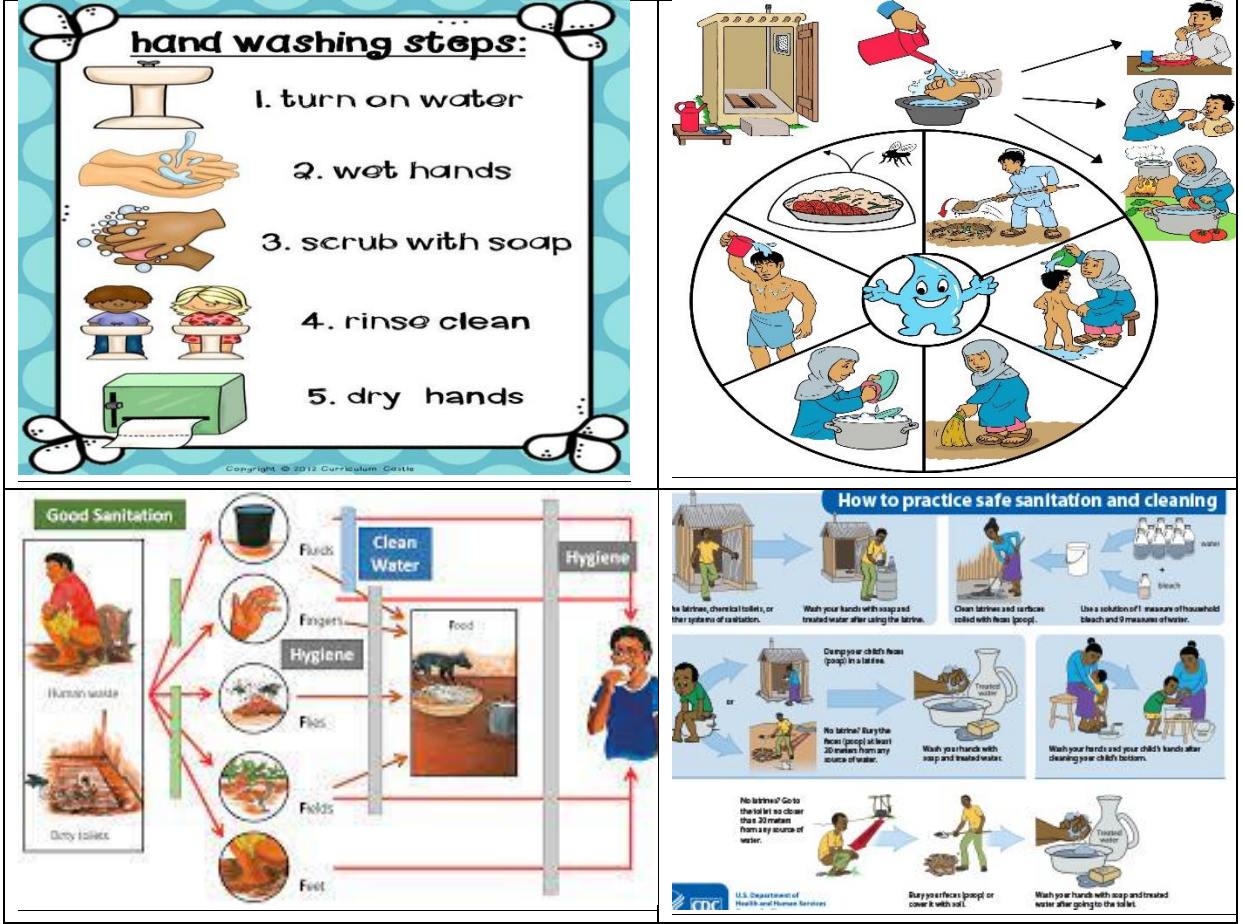 hand washing steps:
1. turn on water
2. wet hands
3. scrub with soap
4. rinse clean
5. dry hands
Copyright © 2012 Curriculum Castle
Good Sanitation
Human waste
Dirty toilets
Fluids
Fingers
Flies
Fields
Feet
Clean
Water
Hygiene
Food
Hygiene
How to practice safe sanitation and cleaning
latrines, chemical toilets, or
systems of sanitation.
Wash your hands with soap and
treated water after using the latrine.
Clean latrines and surfaces
soiled with feces (poop).
water
+
bleach
Use a solution of 1 measure of household
bleach and 9 measures of water.
or
Dump your child's feces
(poop) in a latrine.
No latrine? Bury the
feces (poop) at least
30 meters from any
source of water.
Treated
water
Wash your hands with
soap and treated water.
Wash your hands and your child's hands after
cleaning your child's bottom.
No latrines? Go to
the toilet no closer
than 30 meters
from any source of
water.
Bury your feces (poop) or
cover it with soil.
Treated
water
Wash your hands with soap and treated
water after going to the toilet.
CDC
U.S. Department of
Health and Human Services